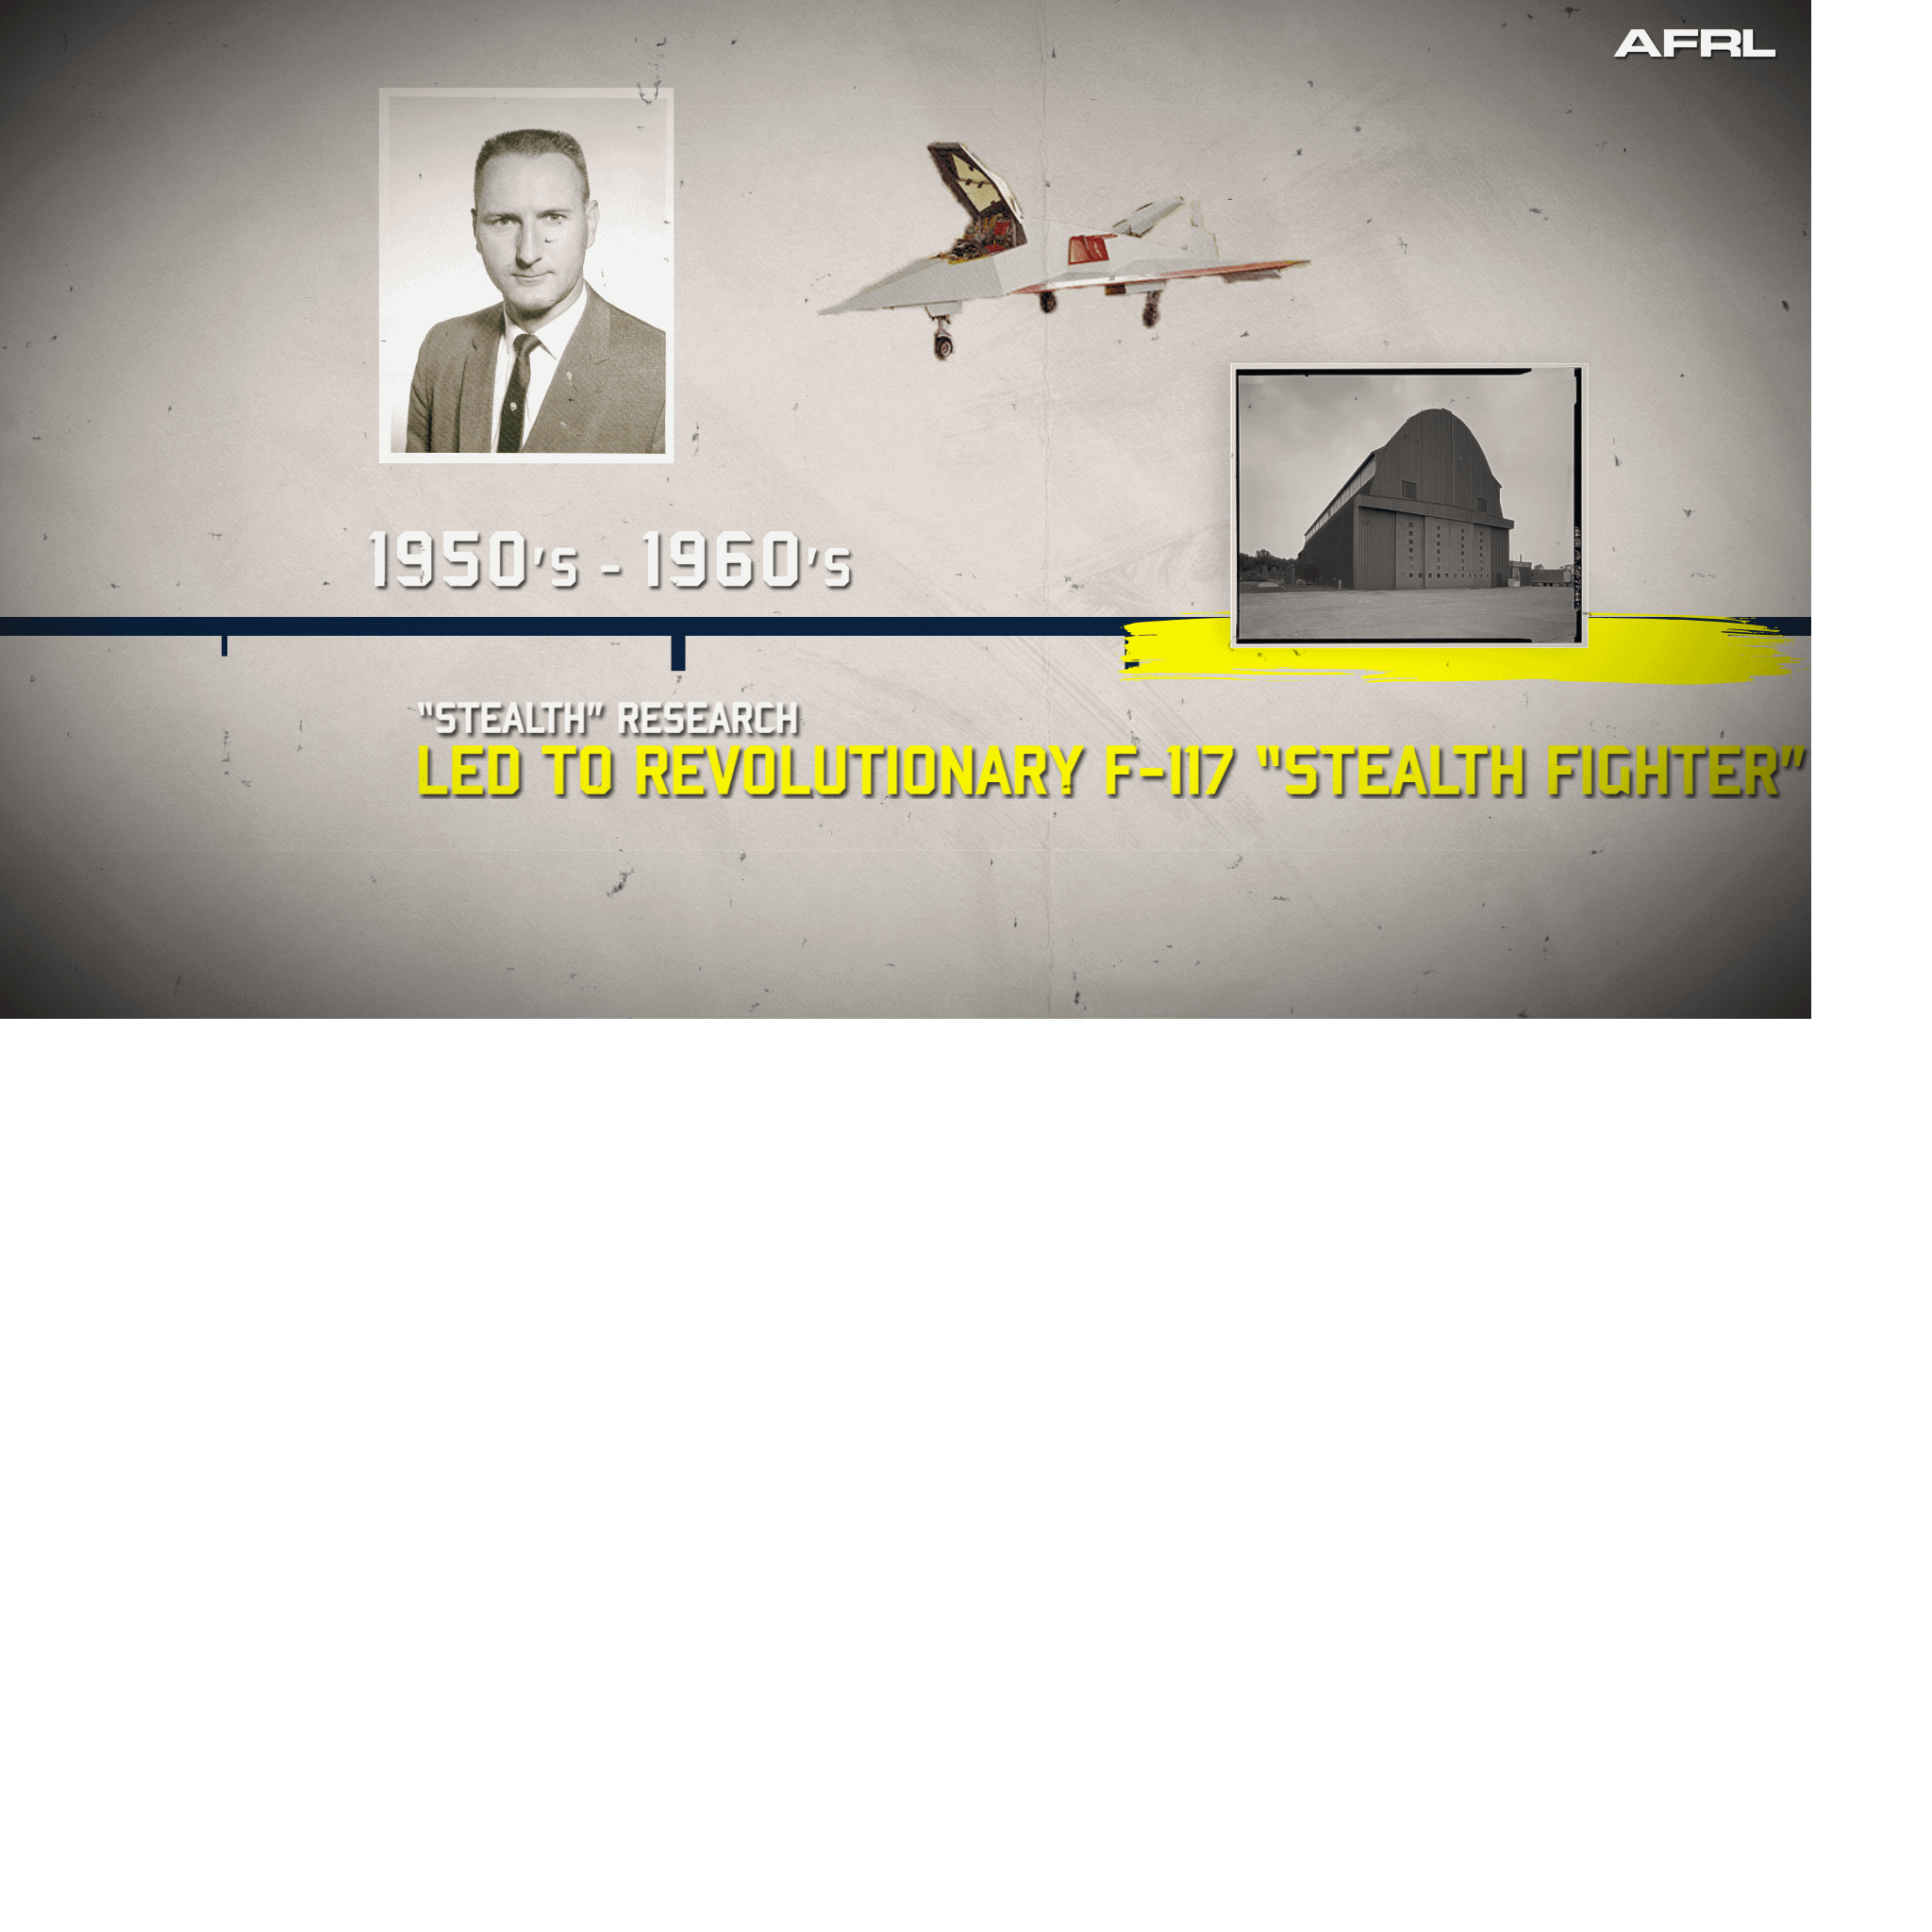 AFRL
1950's - 1960's
"STEALTH" RESEARCH
LED TO REVOLUTIONARY F-117 "STEALTH FIGHTER"